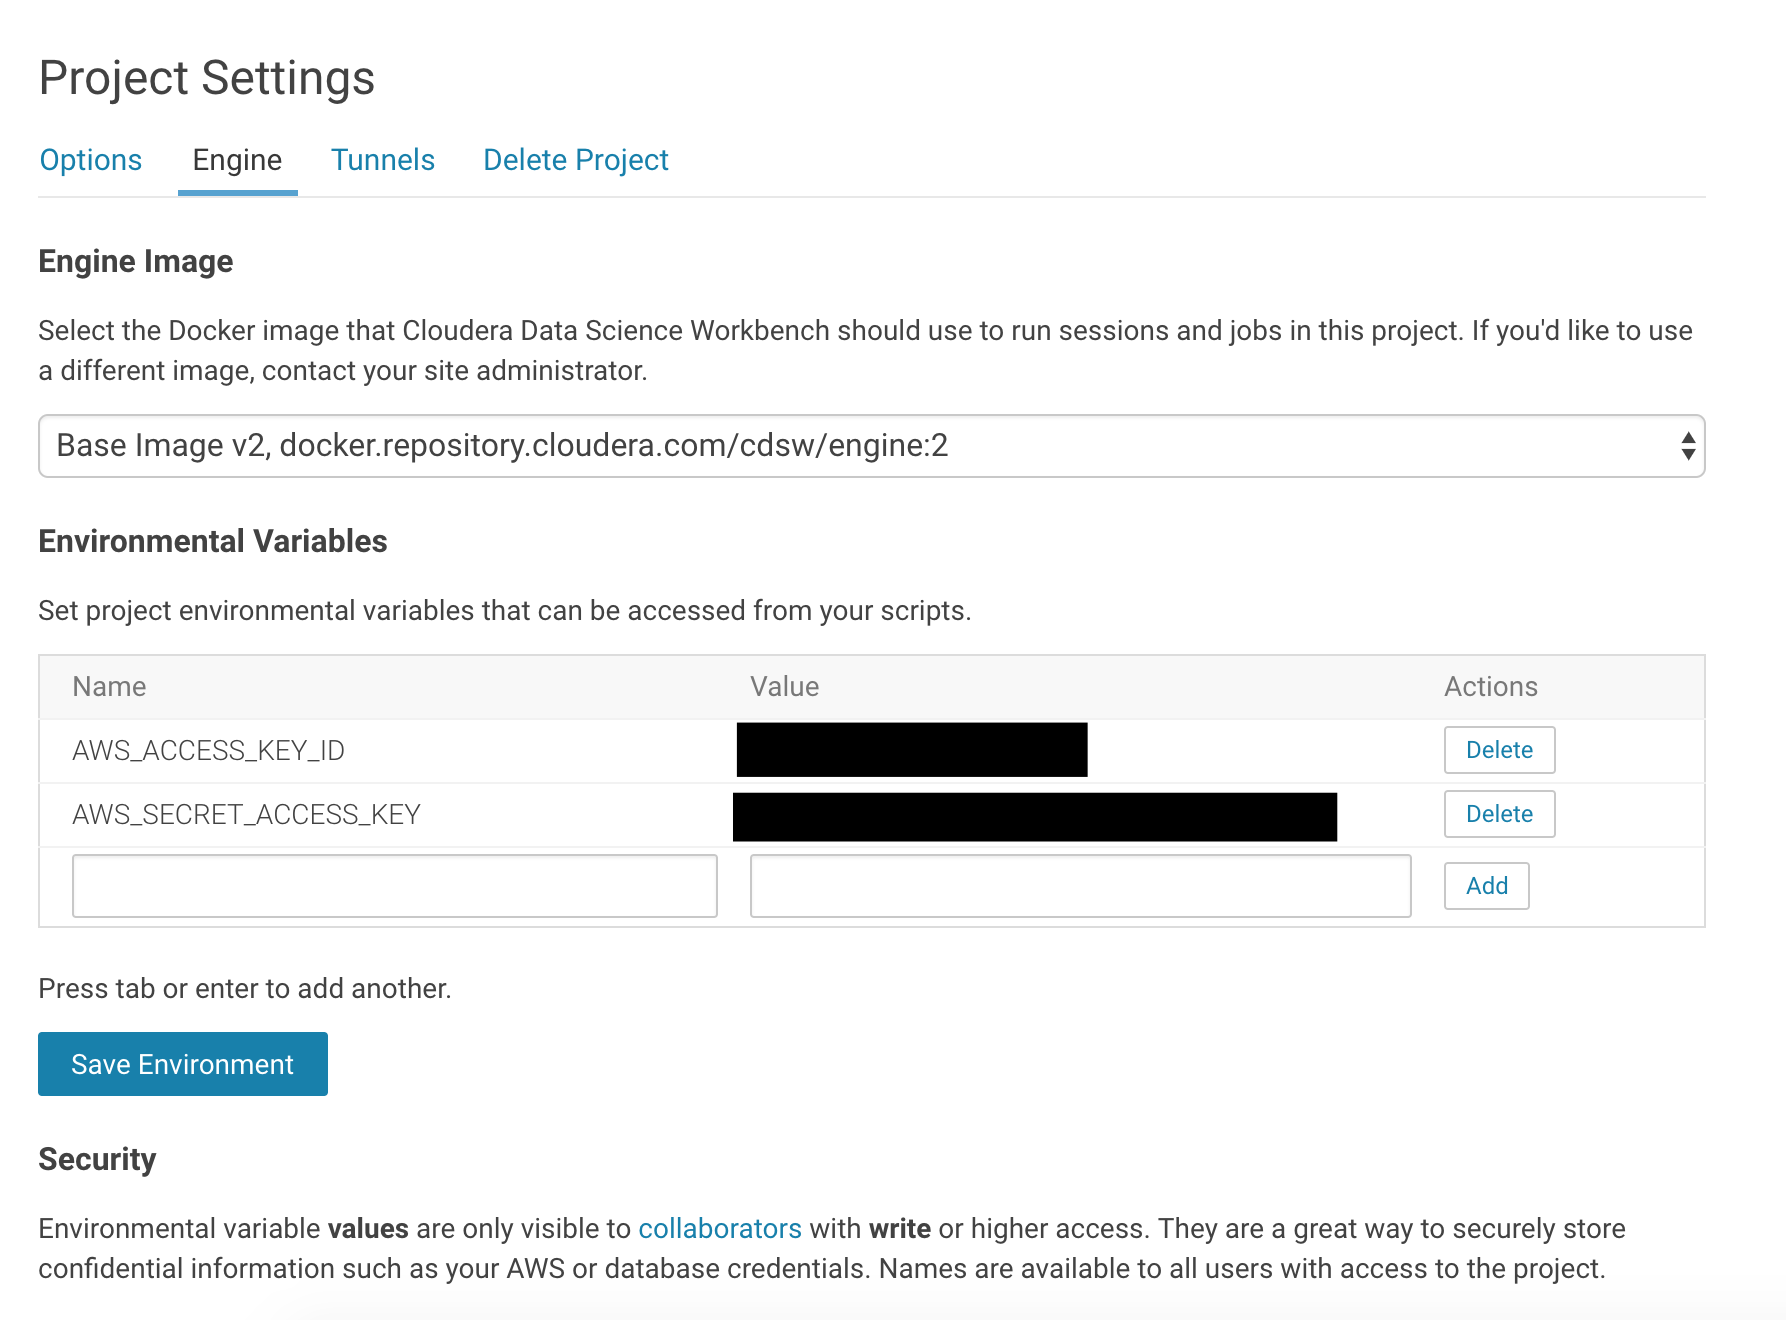 Project Settings
Options Engine Tunnels Delete Project
Engine Image
Select the Docker image that Cloudera Data Science Workbench should use to run sessions and jobs in this project. If you'd like to use
a different image, contact your site administrator.
Base Image v2, docker.repository.cloudera.com/cdsw/engine:2
Environmental Variables
Set project environmental variables that can be accessed from your scripts.
Name Value Actions
AWS_ACCESS_KEY_ID Delete
AWS_SECRET_ACCESS_KEY Delete
Add
Press tab or enter to add another.
Save Environment
Security
Environmental variable values are only visible to collaborators with write or higher access. They are a great way to securely store
confidential information such as your AWS or database credentials. Names are available to all users with access to the project.